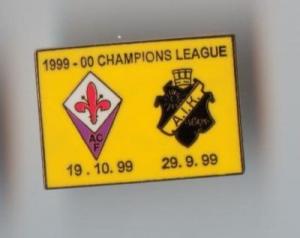 1999-00 CHAMPIONS LEAGUE
AC
F
A.I.K.
19.10.99
29.9.99